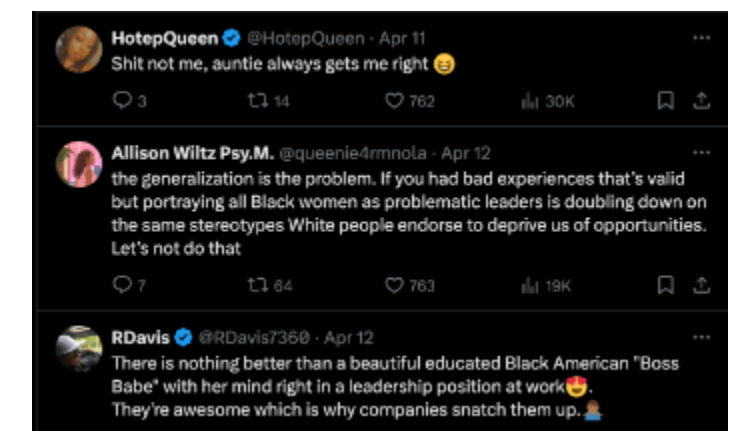 HotepQueen @HotepQueen · Apr 11
Shit not me, auntie always gets me right 😆
3 14 762 30K
Allison Wiltz Psy.M. @queenie4rmnola · Apr 12
the generalization is the problem. If you had bad experiences that's valid
but portraying all Black women as problematic leaders is doubling down on
the same stereotypes White people endorse to deprive us of opportunities.
Let's not do that
7 64 763 19K
RDavis @RDavis7360 · Apr 12
There is nothing better than a beautiful educated Black American "Boss
Babe" with her mind right in a leadership position at work😍.
They're awesome which is why companies snatch them up.🤷🏾‍♂️